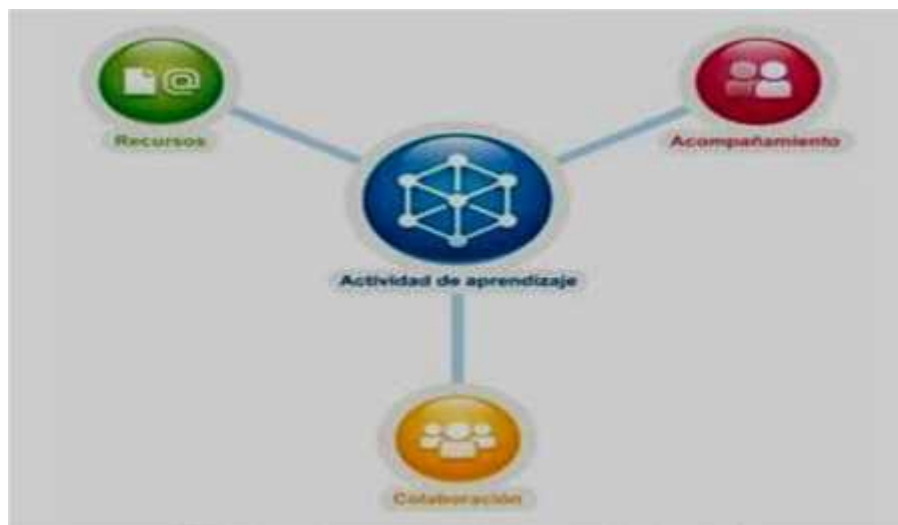 Recursos
Acompañamiento
Actividad de aprendizaje
Colaboración